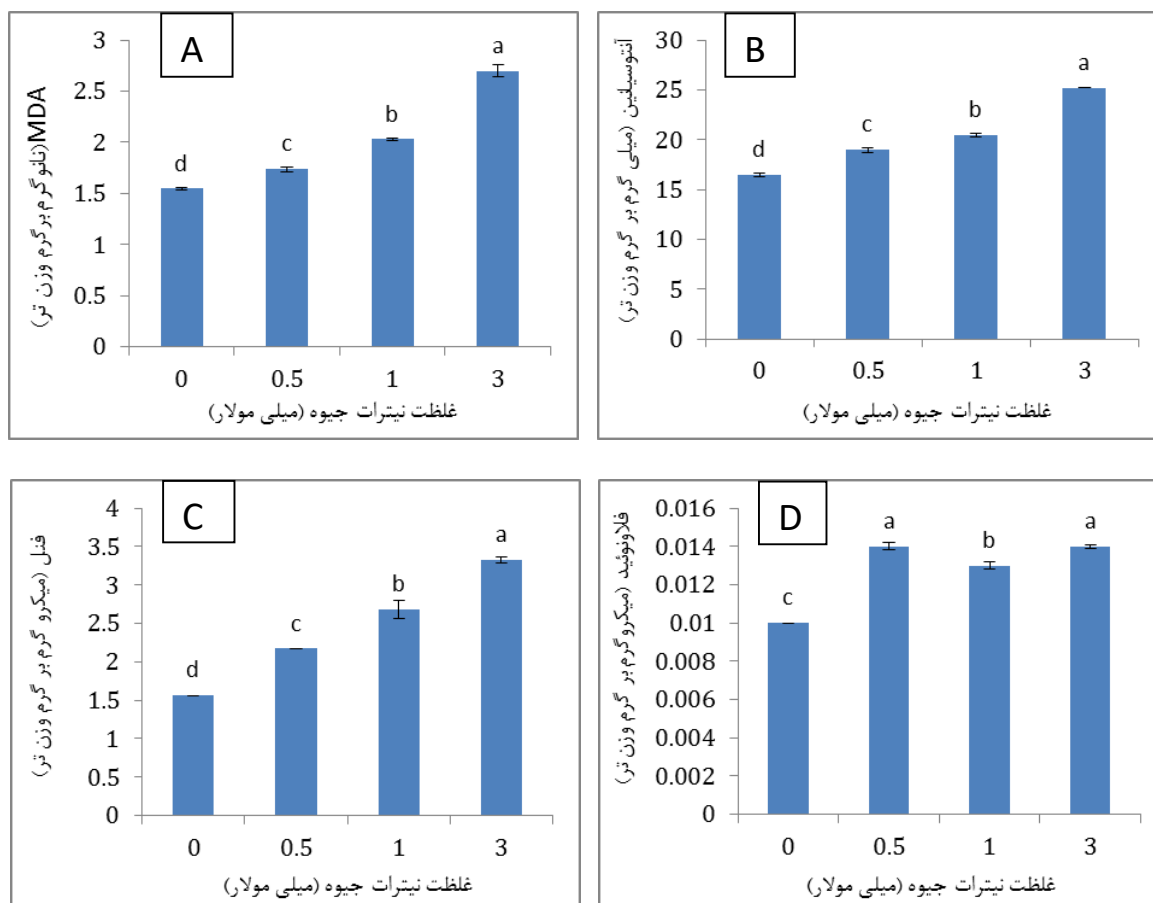 A
MDA(نانوگرم بر گرم وزن تر)
3
2.5
2
1.5
1
0.5
0
d
c
b
a
0 0.5 1 3
غلظت نیترات جیوه (میلی مولار)
B
آنتوسیانین (میلی گرم بر گرم وزن تر)
30
25
20
15
10
5
0
d
c
b
a
0 0.5 1 3
غلظت نیترات جیوه (میلی مولار)
C
فنل (میکرو گرم بر گرم وزن تر)
4
3.5
3
2.5
2
1.5
1
0.5
0
d
c
b
a
0 0.5 1 3
غلظت نیترات جیوه (میلی مولار)
D
فلاونوئید (میکروگرم بر گرم وزن تر)
0.016
0.014
0.012
0.01
0.008
0.006
0.004
0.002
0
c
a
b
a
0 0.5 1 3
غلظت نیترات جیوه (میلی مولار)